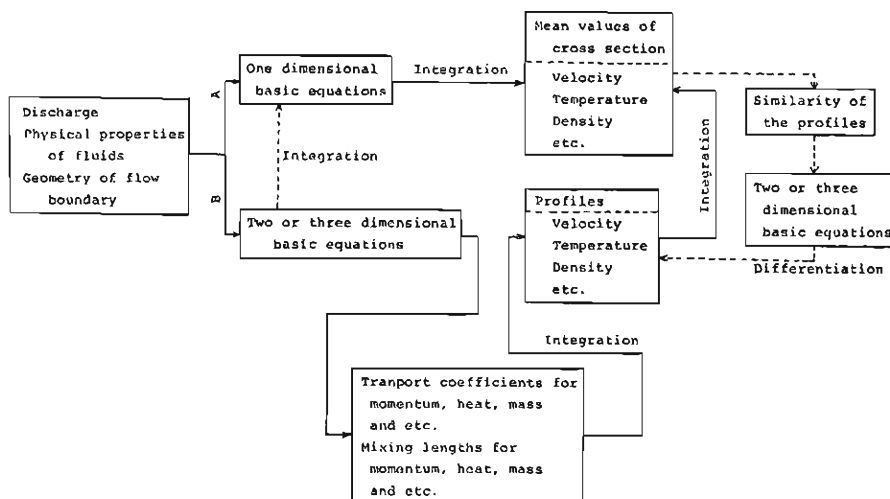 Discharge
Physical properties
of fluids
Geometry of flow
boundary
A
B
One dimensional
basic equations
Integration
Two or three dimensional
basic equations
Integration
Mean values of
cross section
Velocity
Temperature
Density
etc.
Similarity of
the profiles
Two or three
dimensional
basic equations
Differentiation
Integration
Profiles
Velocity
Temperature
Density
etc.
Integration
Tranport coefficients for
momentum, heat, mass
and etc.
Mixing lengths for
momentum, heat, mass
and etc.